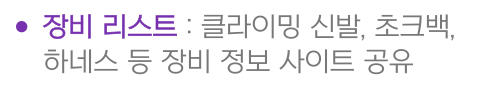 • 장비 리스트 : 클라이밍 신발, 초크백,
하네스 등 장비 정보 사이트 공유